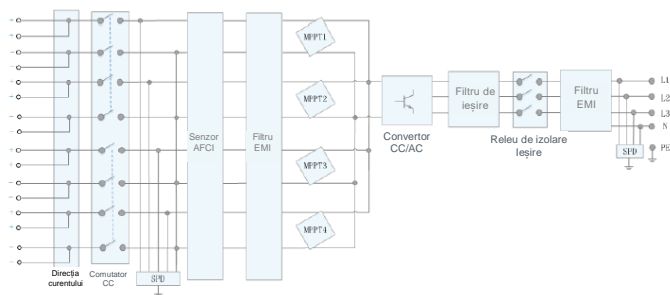 MPPT1
MPPT2
MPPT3
MPPT4
Senzor
AFCI
Filtru
EMI
Convertor
CC/AC
Filtru de
ieșire
Releu de izolare
Ieșire
Filtru
EMI
L1
L2
L3
N
PE
SPD
Direcția
curentului
Comutator
CC
SPD